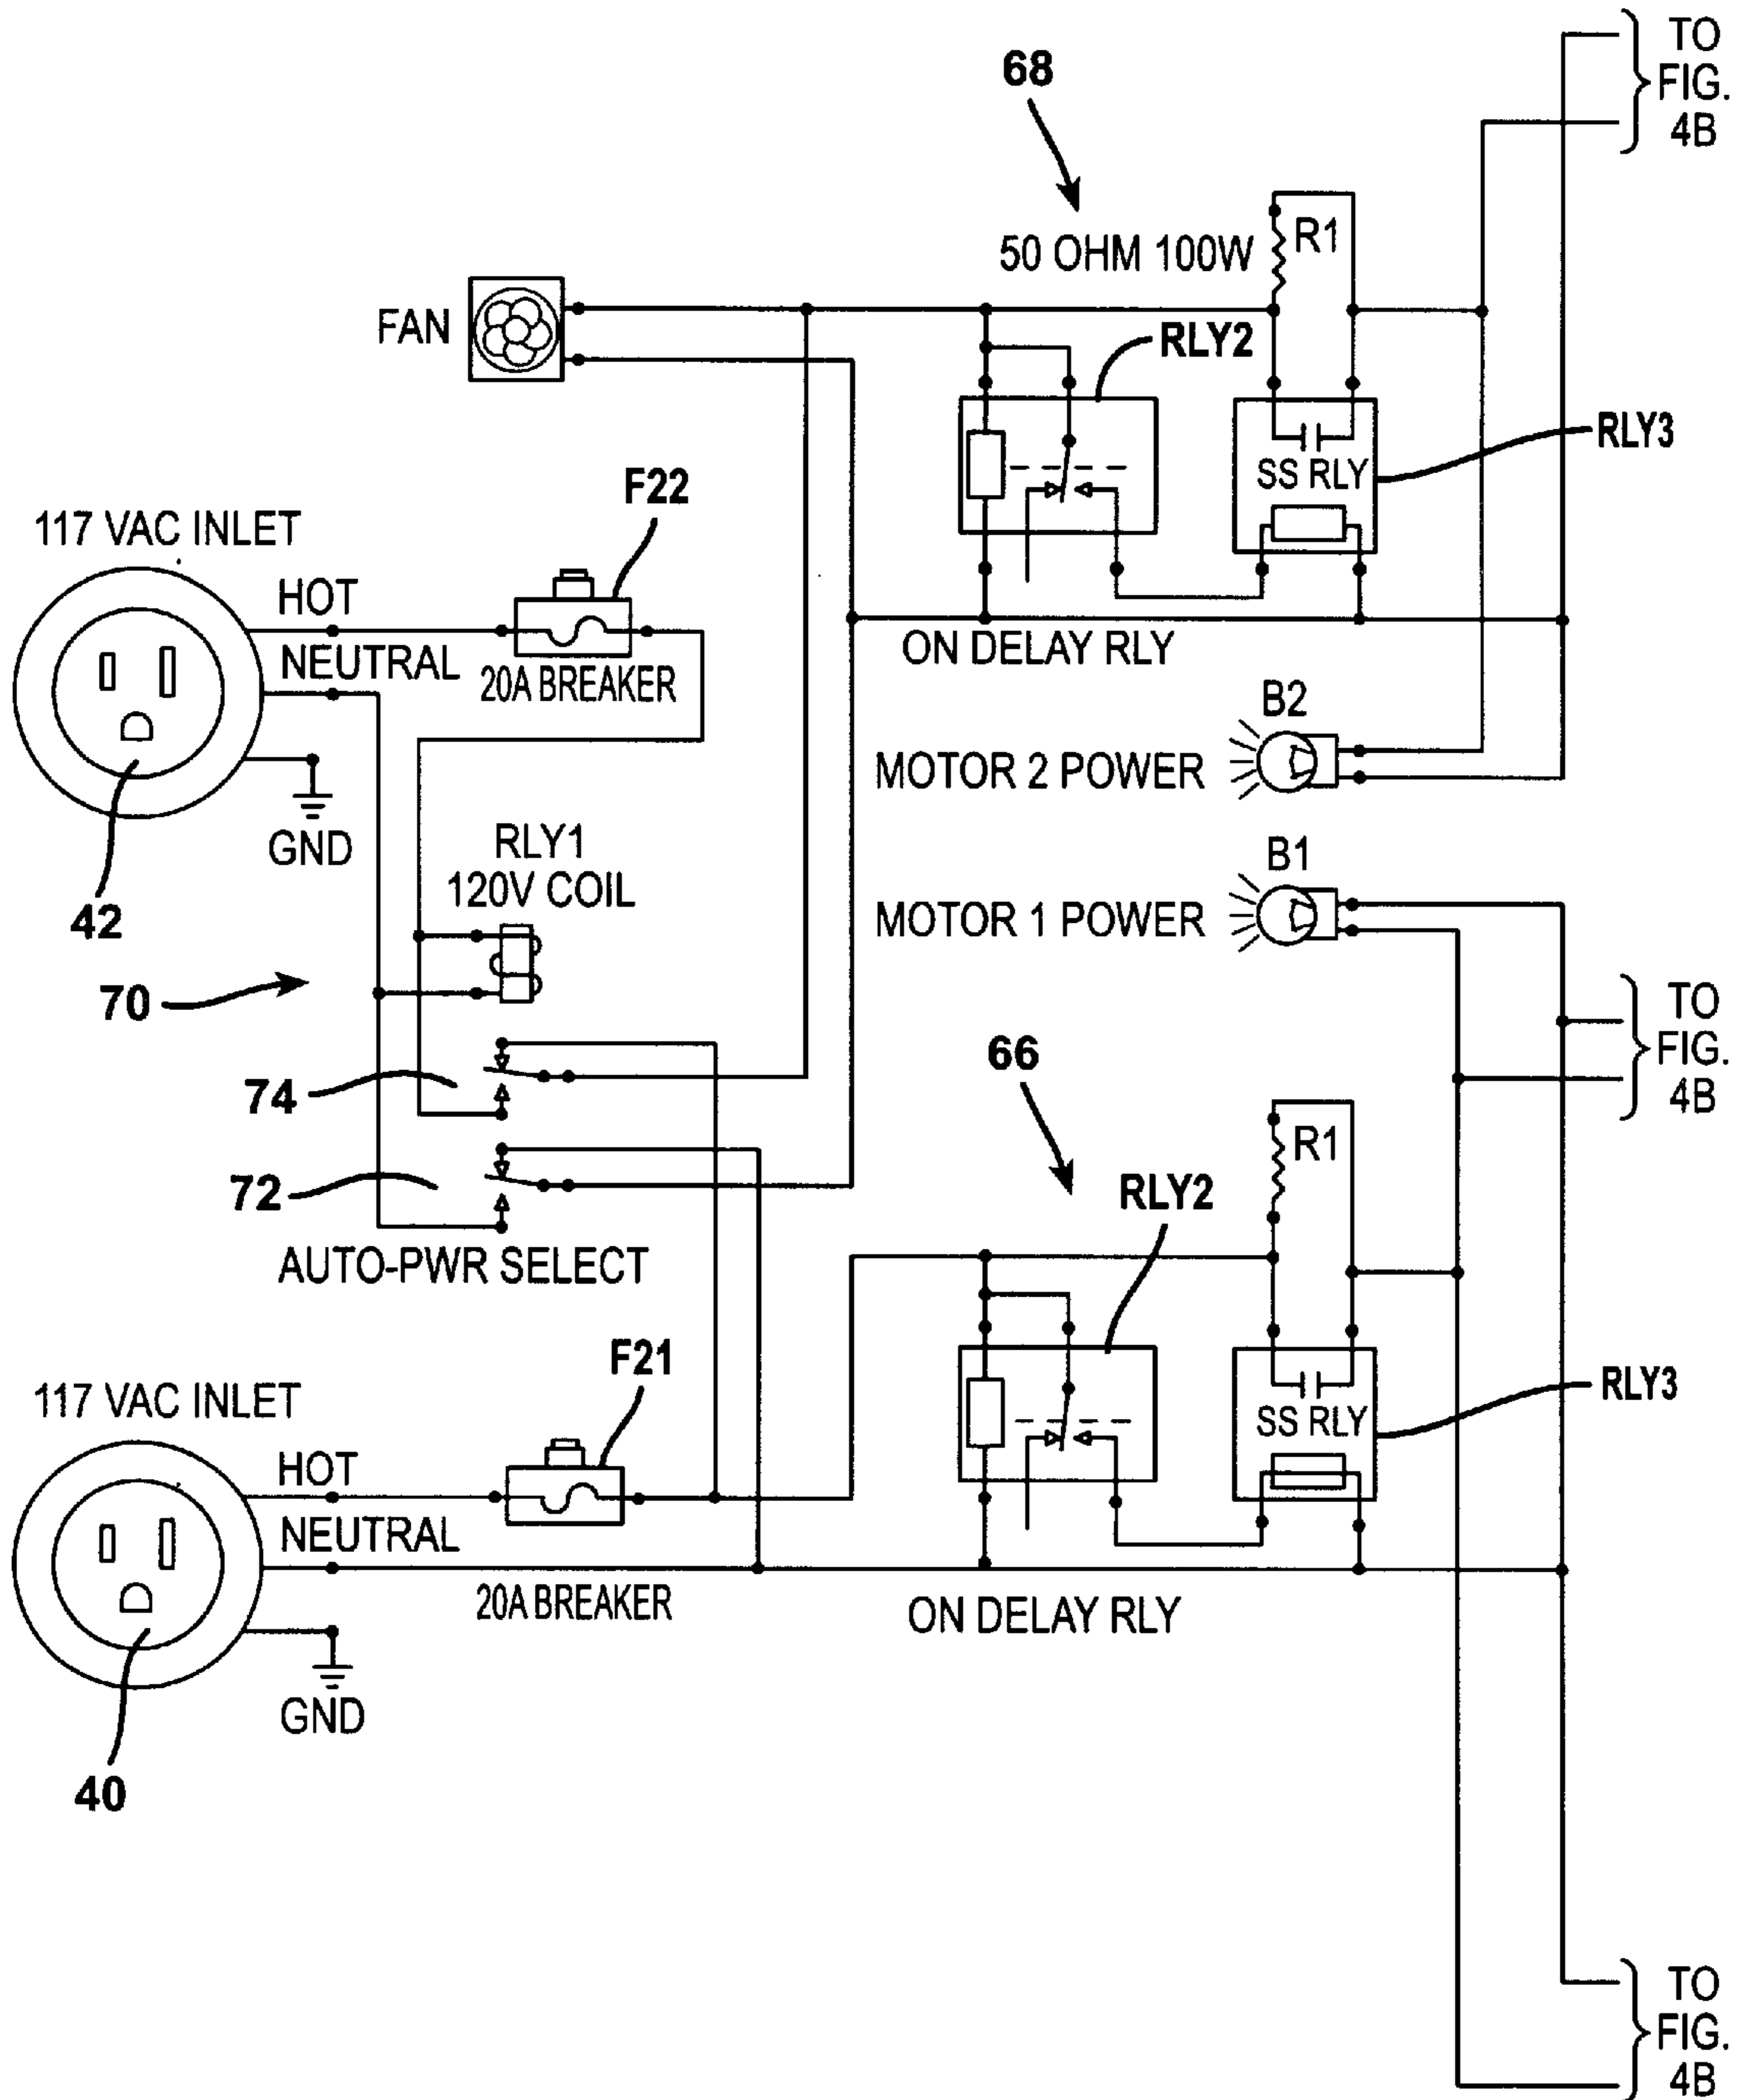 TO
FIG.
4B
68
50 OHM 100W
R1
FAN
RLY2
RLY3
SS RLY
F22
117 VAC INLET
HOT
NEUTRAL
20A BREAKER
ON DELAY RLY
GND
42
B2
MOTOR 2 POWER
RLY1
120V COIL
B1
MOTOR 1 POWER
70
TO
FIG.
4B
74
66
R1
72
RLY2
AUTO-PWR SELECT
F21
RLY3
SS RLY
117 VAC INLET
HOT
NEUTRAL
20A BREAKER
ON DELAY RLY
GND
40
TO
FIG.
4B